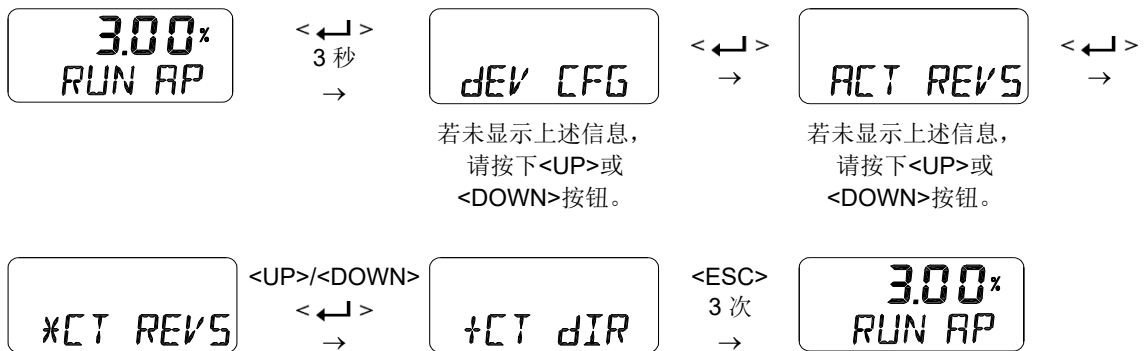 3.00%
RUN AP
< ↵ >
3 秒
→
dEV CFG
若未显示上述信息，
请按下<UP>或
<DOWN>按钮。
< ↵ >
→
ACT REVS
若未显示上述信息，
请按下<UP>或
<DOWN>按钮。
< ↵ >
→
*CT REVS
<UP>/<DOWN>
< ↵ >
→
+CT dIR
<ESC>
3 次
→
3.00%
RUN AP